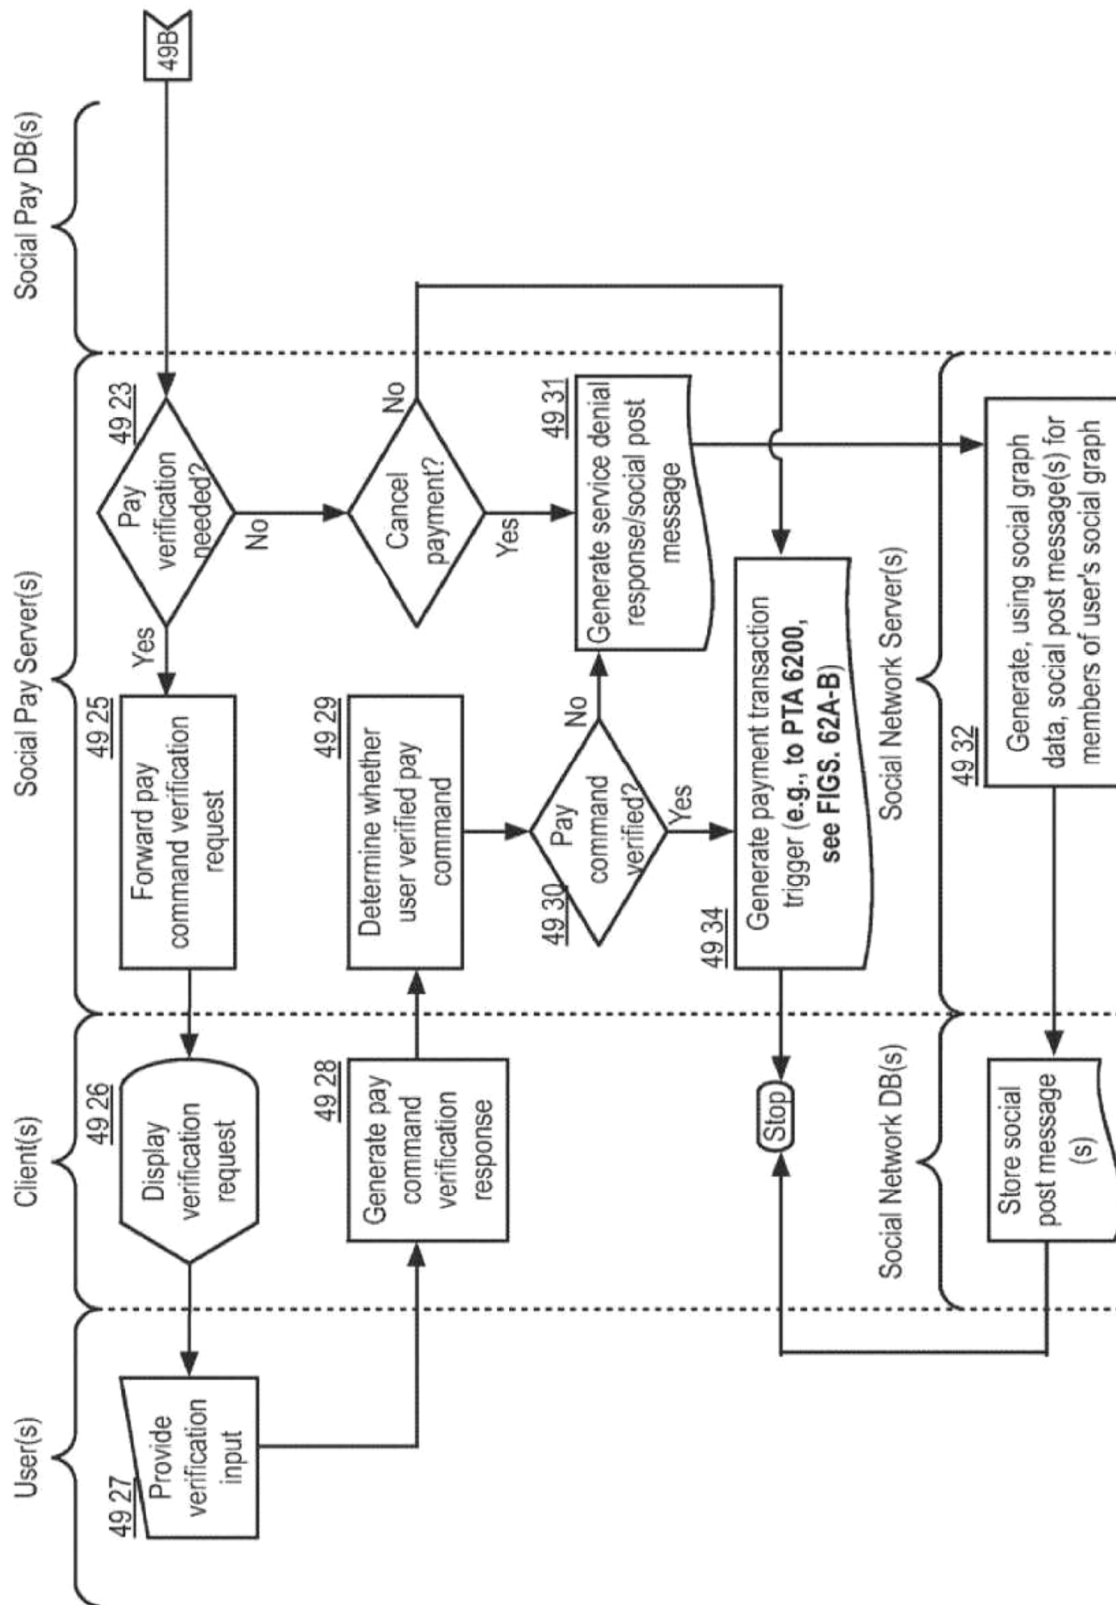 User(s)
Client(s)
Social Pay Server(s)
Social Pay DB(s)
49B
49 23
Pay
verification
needed?
Yes
No
49 25
Forward pay
command verification
request
49 26
Display
verification
request
49 27
Provide
verification
input
49 28
Generate pay
command
verification
response
49 29
Determine whether
user verified pay
command
Cancel
payment?
No
Yes
49 30
Pay
command
verified?
No
Yes
49 31
Generate service denial
response/social post
message
49 34
Generate payment transaction
trigger (e.g., to PTA 6200,
see FIGS. 62A-B)
Stop
Social Network DB(s)
Social Network Server(s)
49 32
Generate, using social graph
data, social post message(s) for
members of user's social graph
Store social
post message
(s)